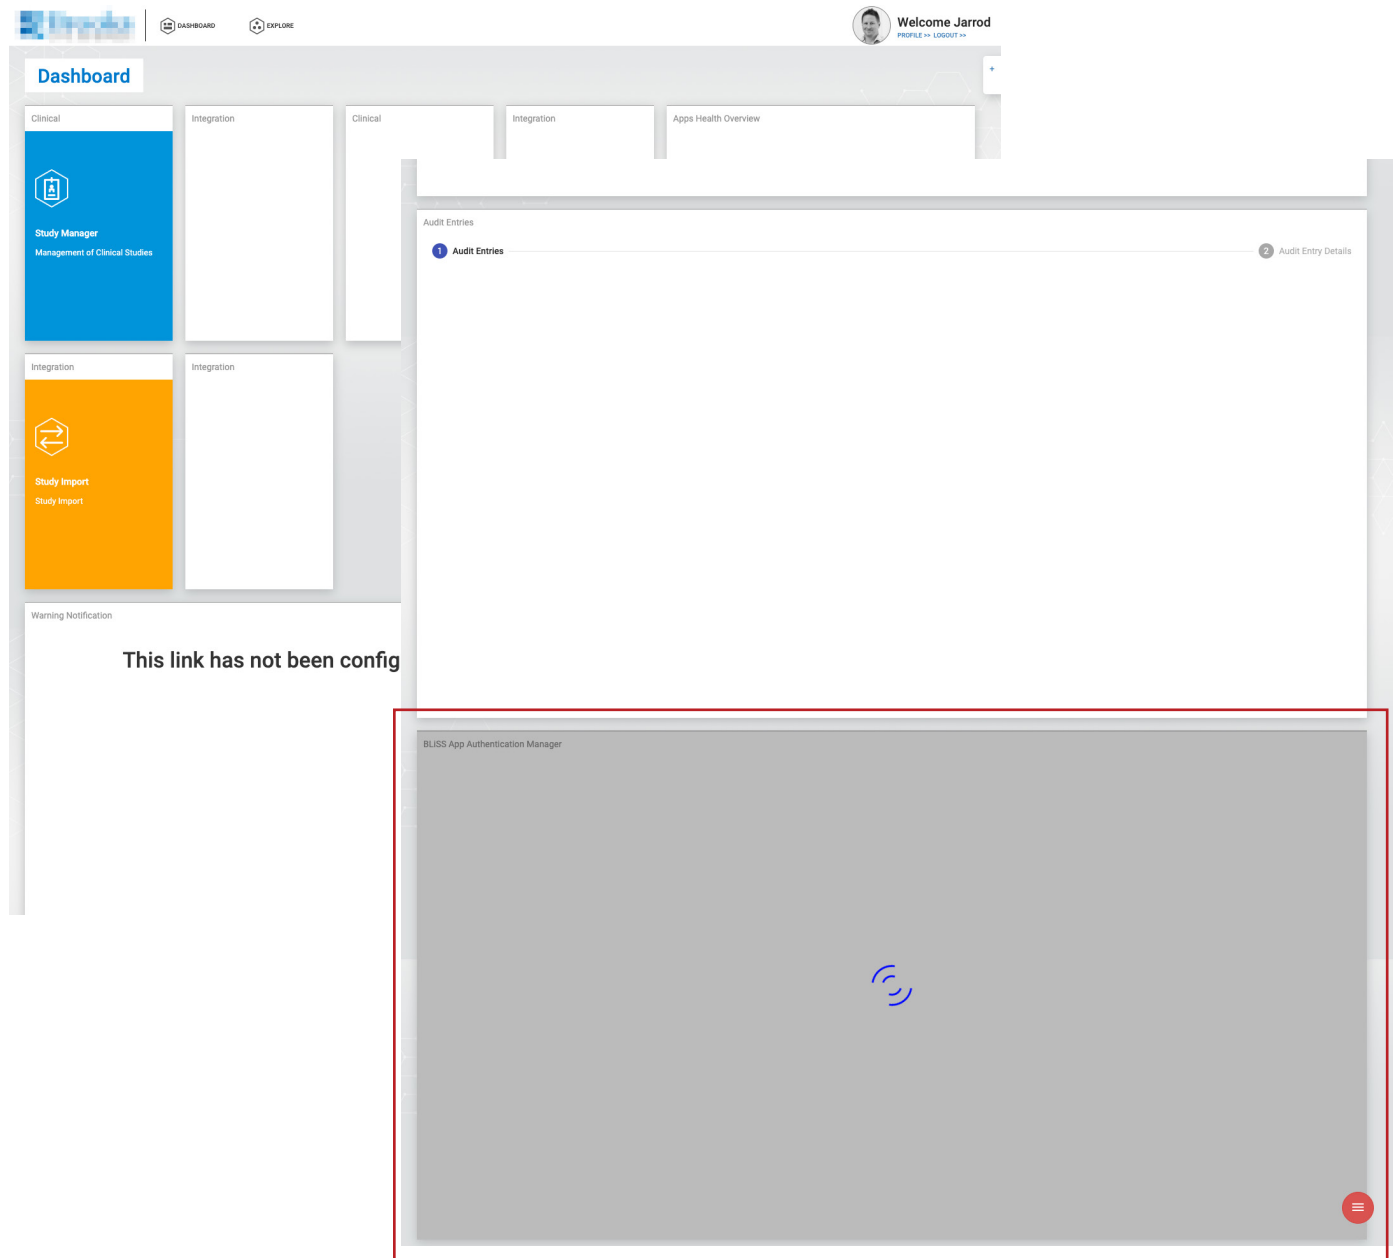 DASHBOARD
EXPLORE
Welcome Jarrod
PROFILE >> LOGOUT >>
Dashboard
+
Clinical
Integration
Clinical
Integration
Apps Health Overview
Study Manager
Management of Clinical Studies
Audit Entries
1 Audit Entries
2 Audit Entry Details
Integration
Integration
Study Import
Study Import
Warning Notification
This link has not been config
BLiSS App Authentication Manager